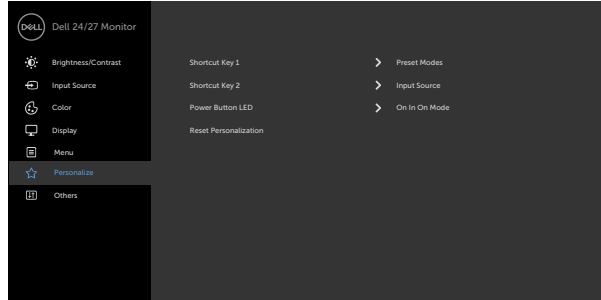 DELL
Dell 24/27 Monitor
Brightness/Contrast
Input Source
Color
Display
Menu
Personalize
Others
Shortcut Key 1 Preset Modes
Shortcut Key 2 Input Source
Power Button LED On In On Mode
Reset Personalization